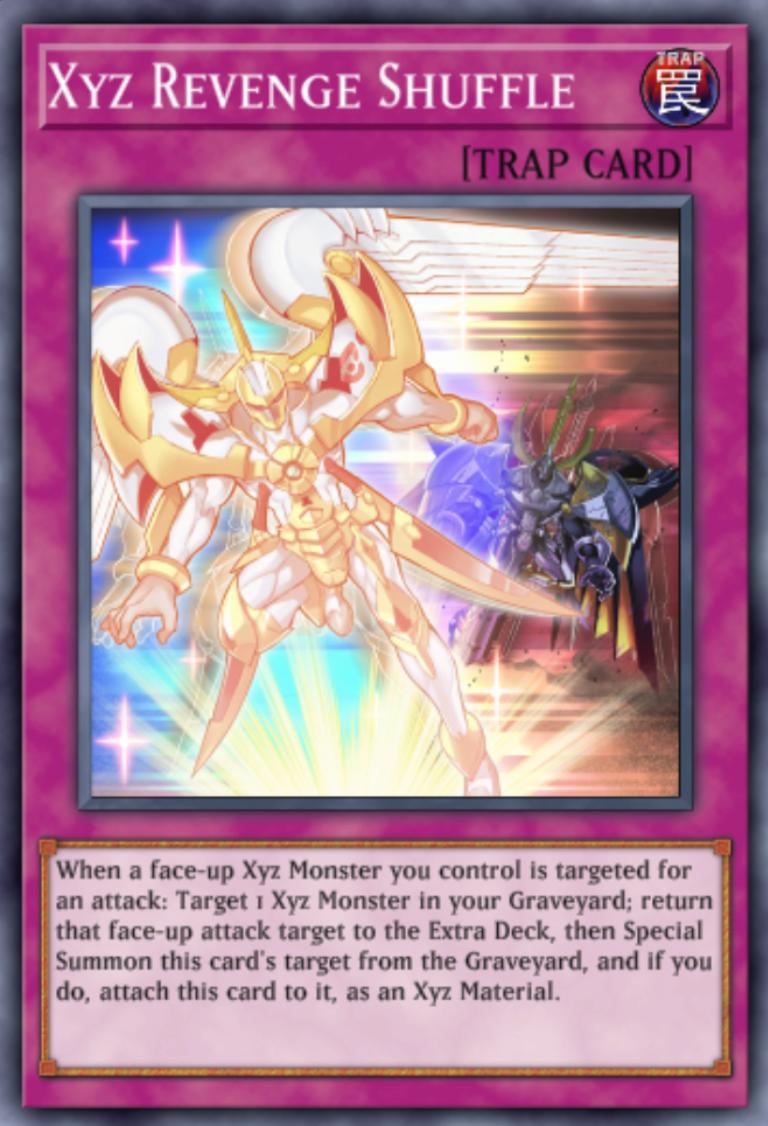 Xyz Revenge Shuffle
TRAP
罠
[TRAP CARD]
When a face-up Xyz Monster you control is targeted for
an attack: Target 1 Xyz Monster in your Graveyard; return
that face-up attack target to the Extra Deck, then Special
Summon this card's target from the Graveyard, and if you
do, attach this card to it, as an Xyz Material.